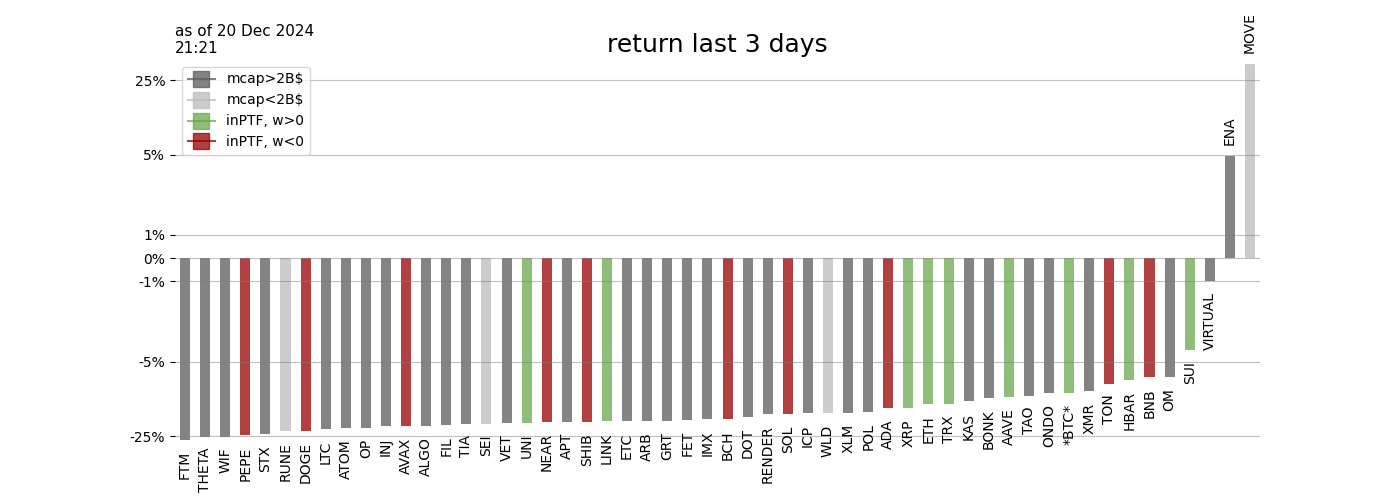 as of 20 Dec 2024
21:21
return last 3 days
mcap>2B$
mcap<2B$
inPTF, w>0
inPTF, w<0
25%
5%
1%
0%
-1%
-5%
-25%
FTM
THETA
WIF
PEPE
STX
RUNE
DOGE
LTC
ATOM
OP
INJ
AVAX
ALGO
FIL
TIA
SEI
VET
UNI
NEAR
APT
SHIB
LINK
ETC
ARB
GRT
FET
IMX
BCH
DOT
RENDER
SOL
ICP
WLD
XLM
POL
ADA
XRP
ETH
TRX
KAS
BONK
AAVE
TAO
ONDO
*BTC*
XMR
TON
HBAR
BNB
OM
SUI
VIRTUAL
ENA
MOVE